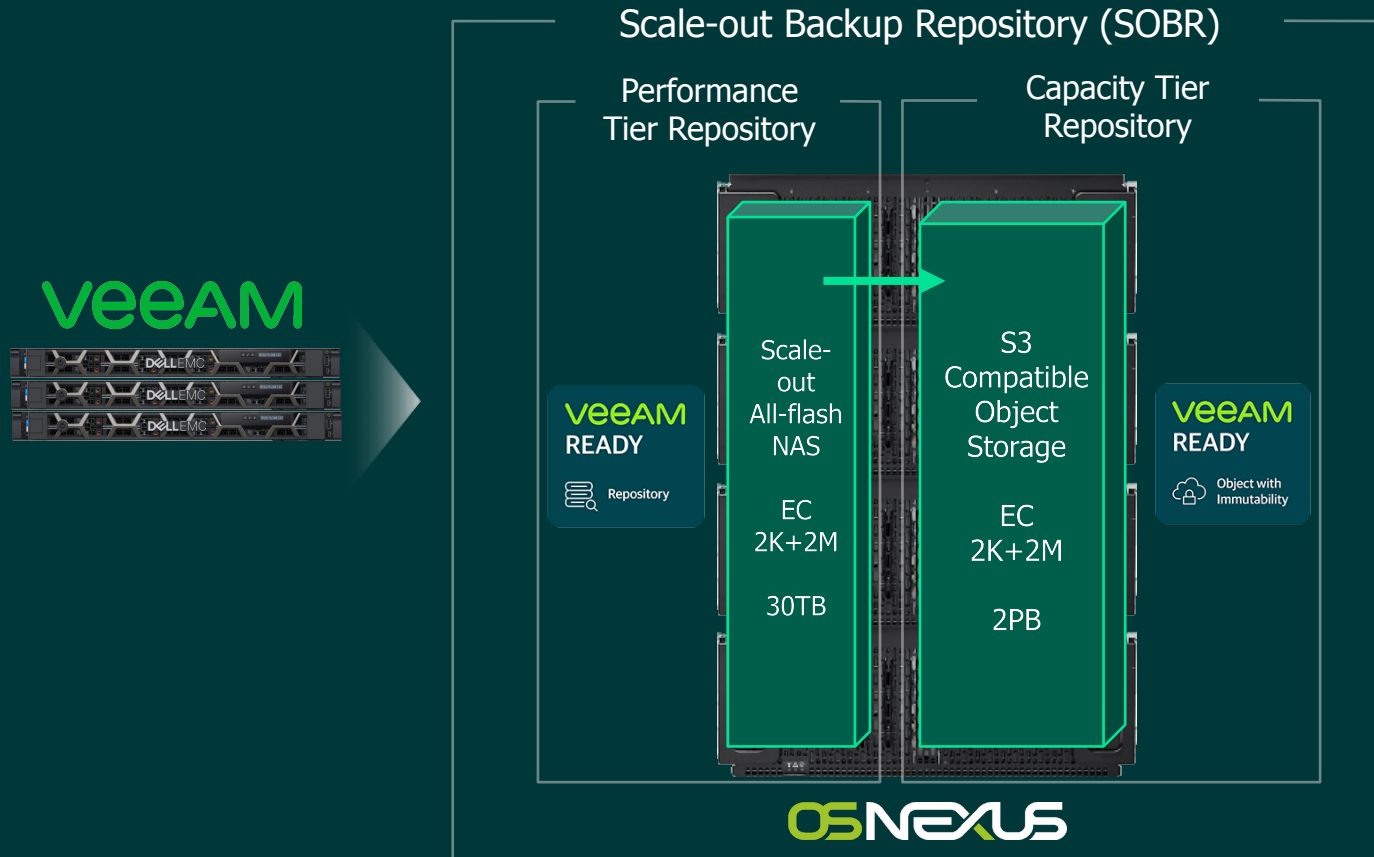 Scale-out Backup Repository (SOBR)
Performance
Tier Repository
Capacity Tier
Repository
veeAM
DELLEMC
DELLEMC
DELLEMC
veeAM
READY
Repository
Scale-
out
All-flash
NAS
EC
2K+2M
30TB
S3
Compatible
Object
Storage
EC
2K+2M
2PB
veeAM
READY
Object with
Immutability
OSNEXUS